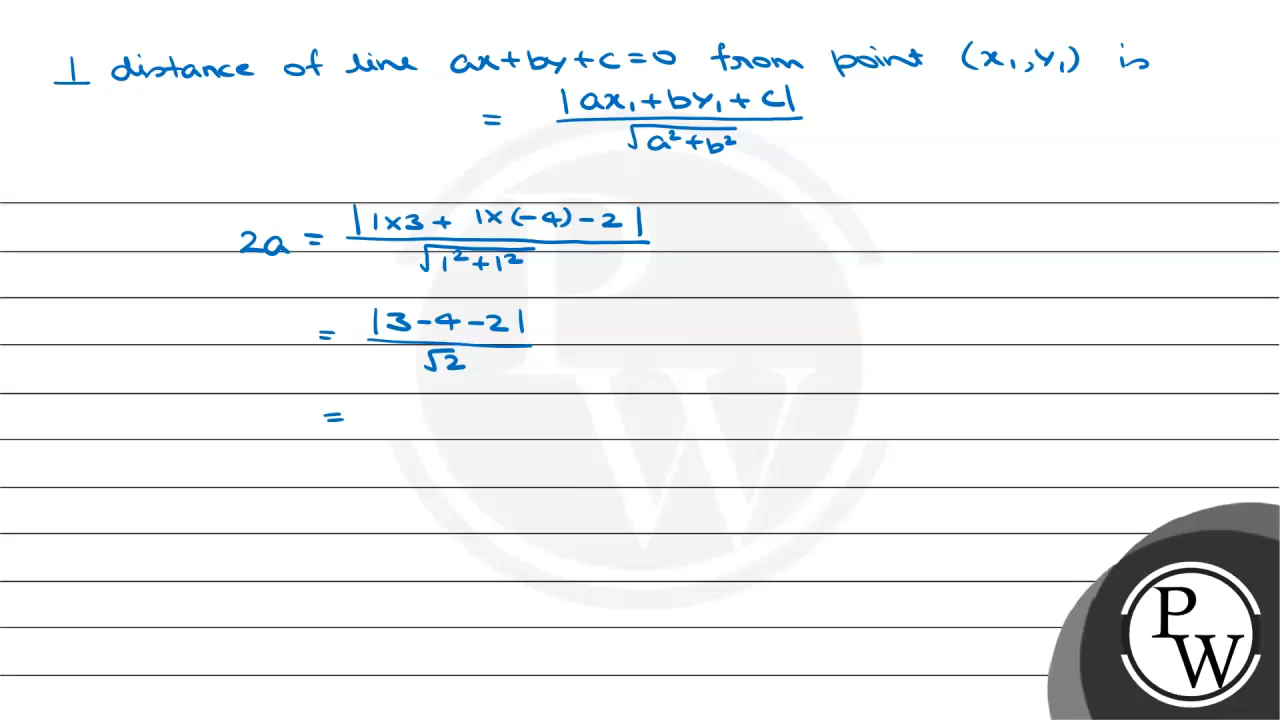 ⊥ distance of line ax+by+c=0 from point (x₁,y₁) is
= |ax₁+by₁+c| / √(a²+b²)
2a = |1×3 + 1×(-4)-2| / √(1²+1²)
= |3-4-2| / √2
=
PW
PW